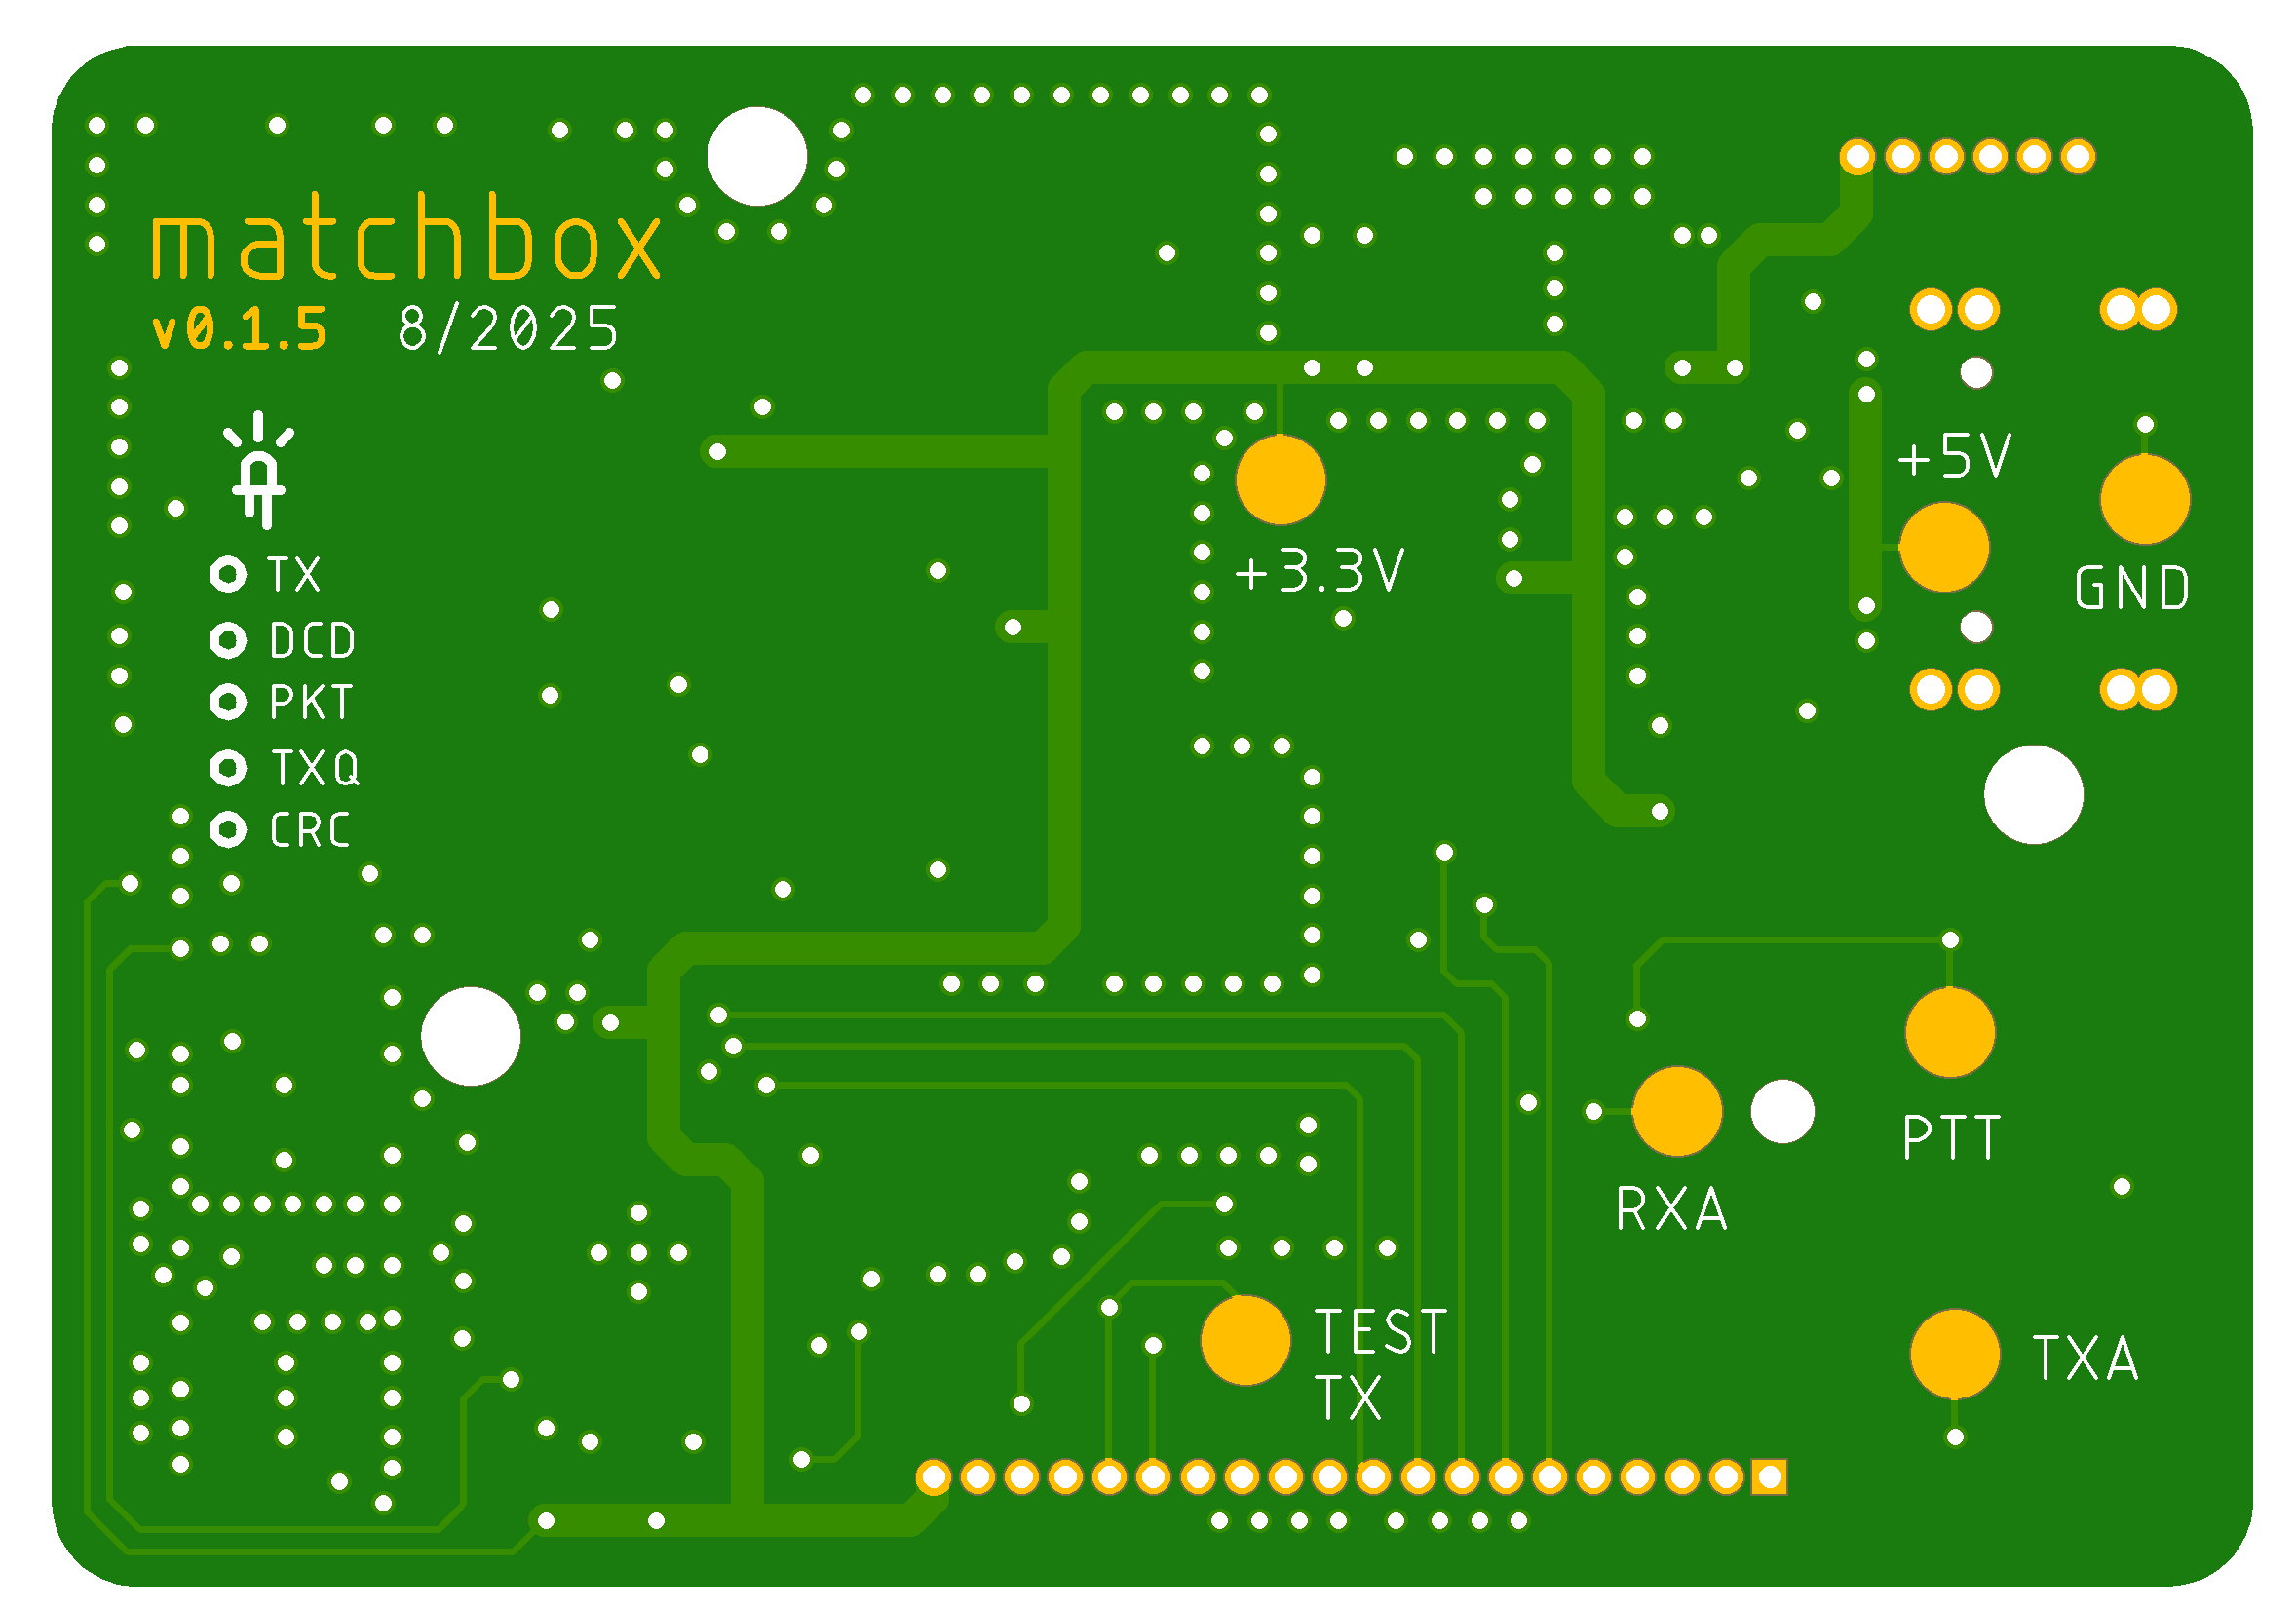 matchbox
v0.1.5 8/2025
+5V
+3.3V
GND
TX
DCD
PKT
TXQ
CRC
PTT
RXA
TEST
TX
TXA